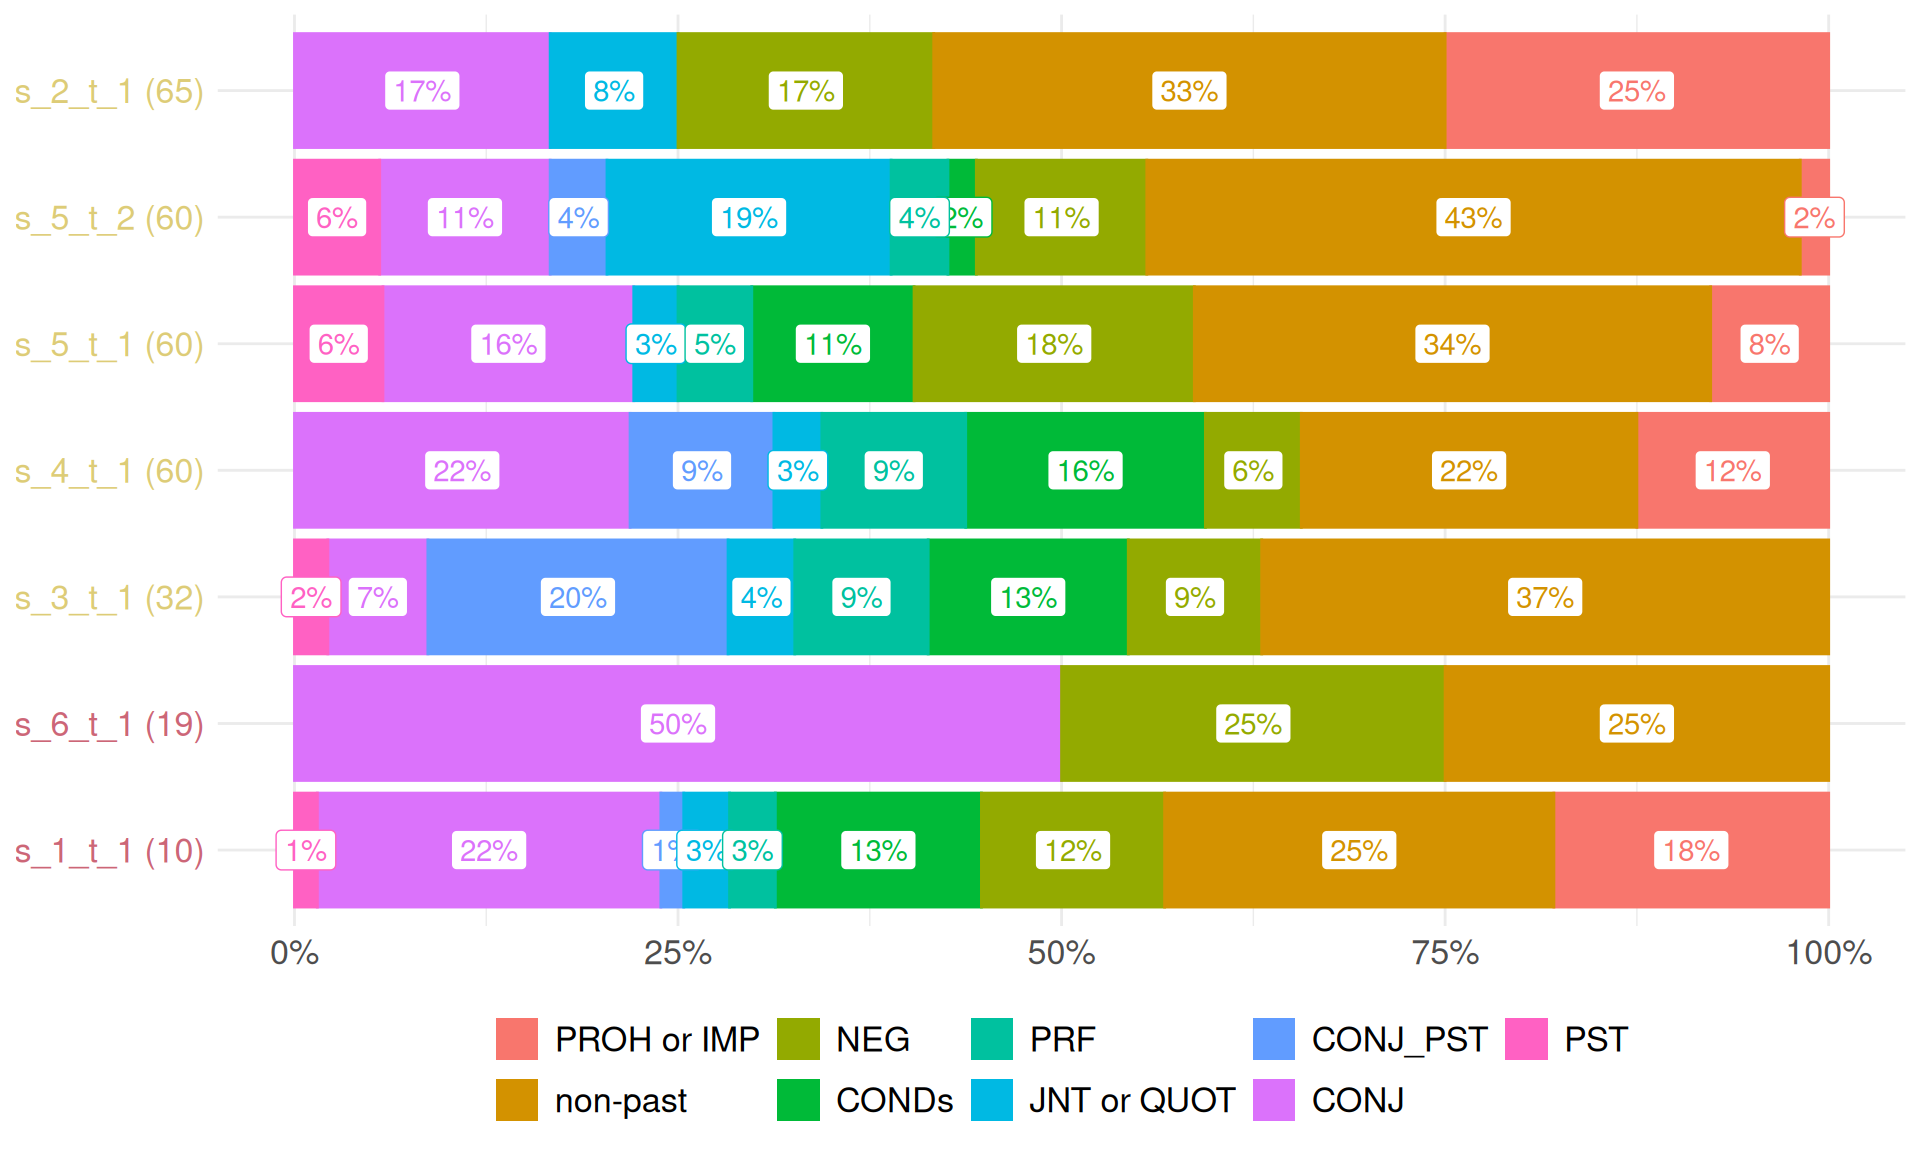 s_2_t_1 (65) 17% 8% 17% 33% 25%
s_5_t_2 (60) 6% 11% 4% 19% 4% 2% 11% 43% 2%
s_5_t_1 (60) 6% 16% 3% 5% 11% 18% 34% 8%
s_4_t_1 (60) 22% 9% 3% 9% 16% 6% 22% 12%
s_3_t_1 (32) 2% 7% 20% 4% 9% 13% 9% 37%
s_6_t_1 (19) 50% 25% 25%
s_1_t_1 (10) 1% 22% 1% 3% 3% 13% 12% 25% 18%
0% 25% 50% 75% 100%
PROH or IMP NEG PRF CONJ_PST PST
non-past CONDs JNT or QUOT CONJ